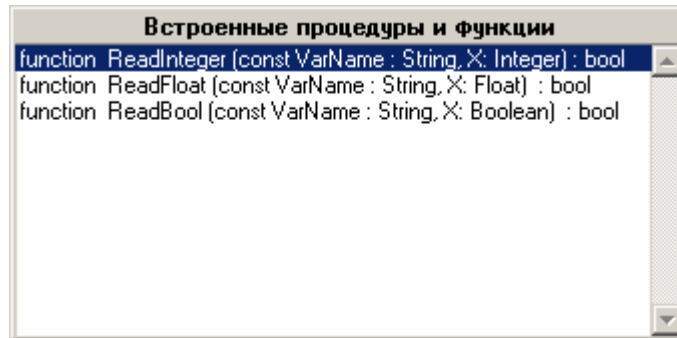 Встроенные процедуры и функции
function ReadInteger (const VarName : String, X: Integer) : bool
function ReadFloat (const VarName : String, X: Float) : bool
function ReadBool (const VarName : String, X: Boolean) : bool